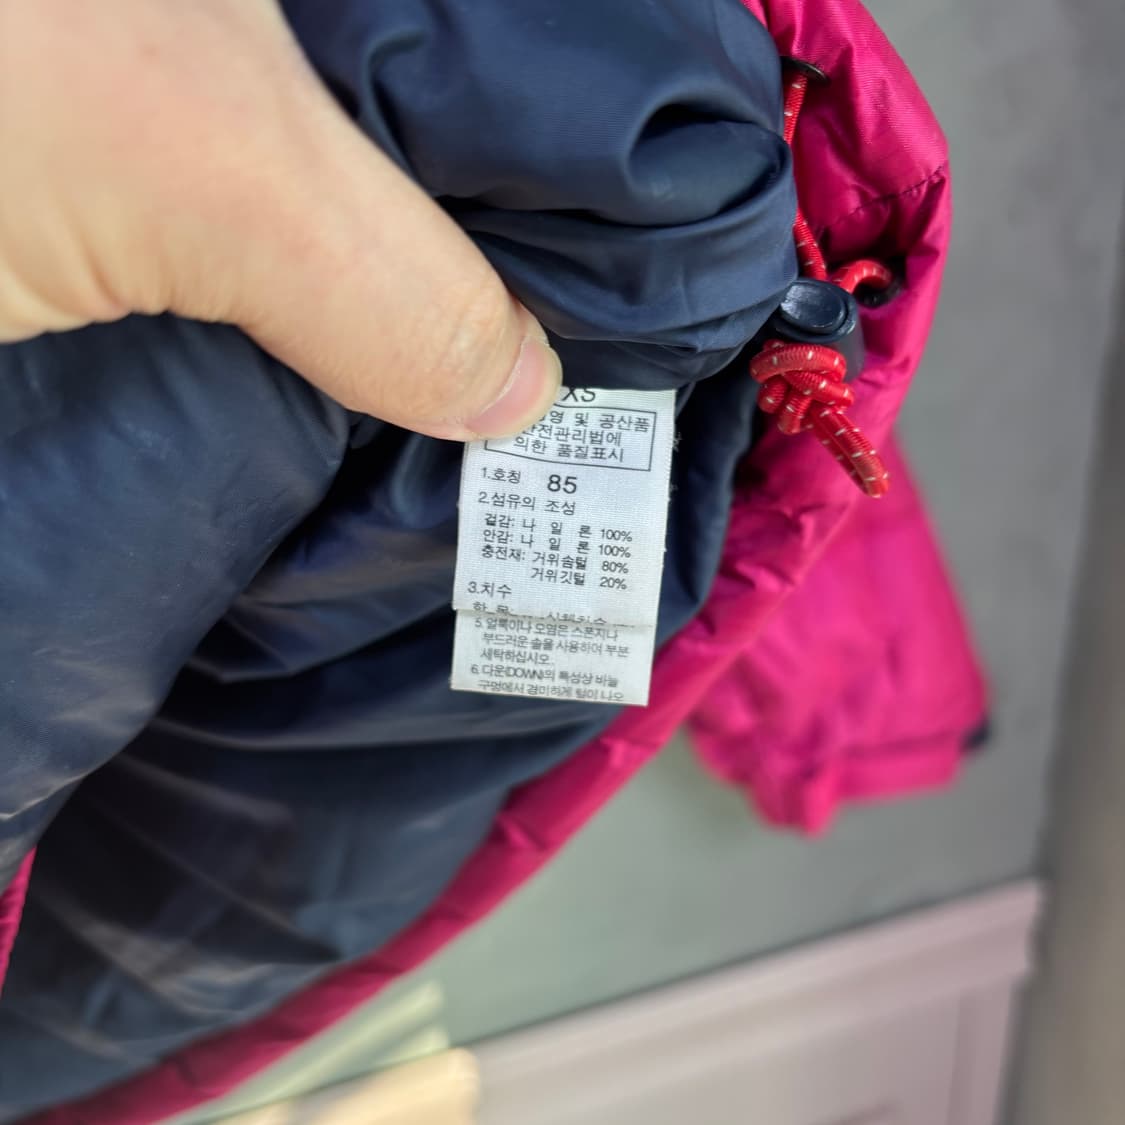 XS
영 및 공산품
안전관리법에
의한 품질표시
1.호칭 85
2.섬유의 조성
겉감: 나 일 론 100%
안감: 나 일 론 100%
충전재: 거위솜털 80%
거위깃털 20%
3.치수
5. 얼룩이나 오염은 스폰지나
부드러운 솔을 사용하여 부분
세탁하십시오.
6. 다운(DOWN)의 특성상 바늘
구멍에서 경미하게 털이 나오